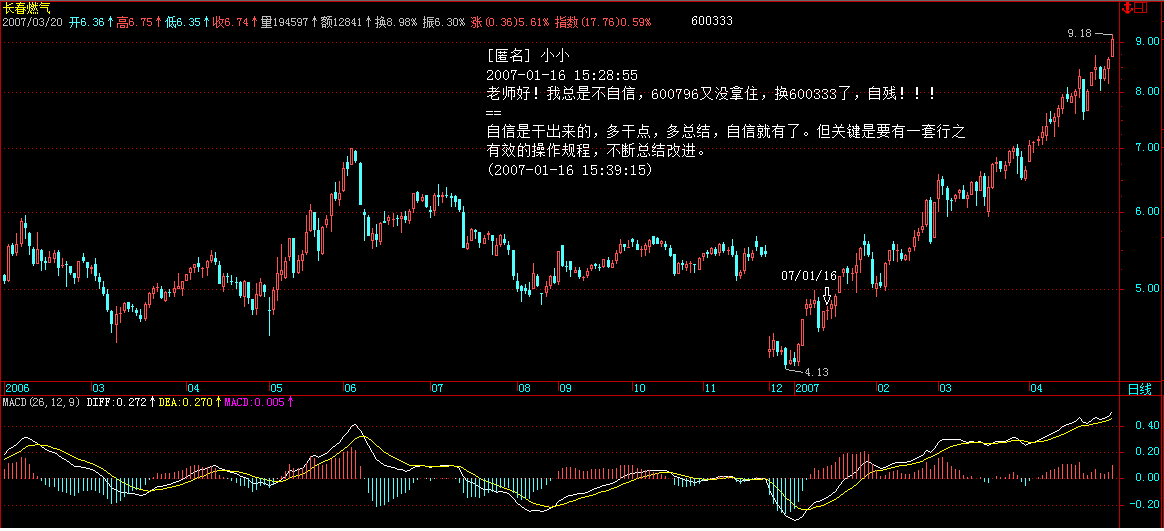 长春燃气
2007/03/20 开6.36↑高6.75↑低6.35↑收6.74↑量194597↑额12841↑换8.98% 振6.30% 涨(0.36)5.61% 指数(17.76)0.59%
600333
9.18
[匿名] 小小
2007-01-16 15:28:55
老师好！我总是不自信，600796又没拿住，换600333了，自残！！！
==
自信是干出来的，多干点，多总结，自信就有了。但关键是要有一套行之
有效的操作规程，不断总结改进。
(2007-01-16 15:39:15)
9.00
8.00
7.00
6.00
5.00
07/01/16
4.13
2006 03 04 05 06 07 08 09 10 11 12 2007 02 03 04 日线
MACD(26,12,9) DIFF:0.272↑DEA:0.270↑MACD:0.005↑
0.40
0.20
0.00
-0.20